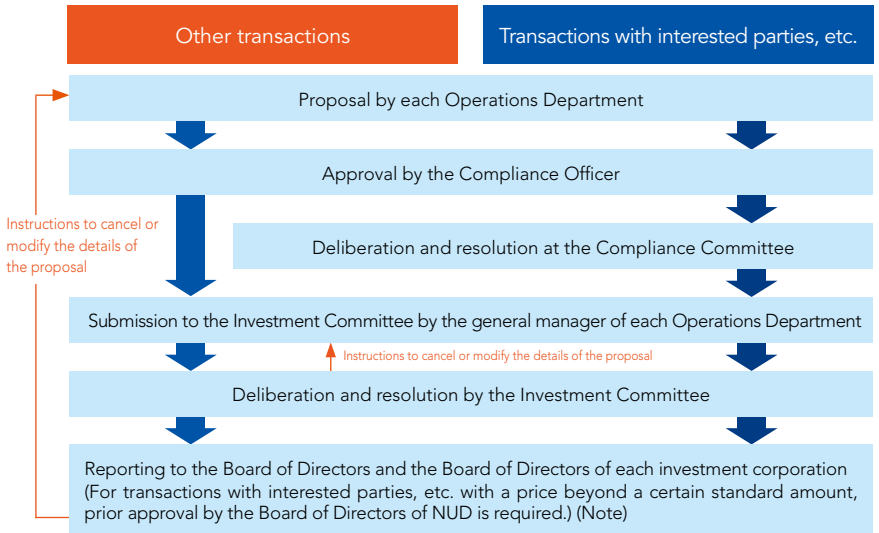 Other transactions
Transactions with interested parties, etc.
Proposal by each Operations Department
Approval by the Compliance Officer
Instructions to cancel or
modify the details of
the proposal
Deliberation and resolution at the Compliance Committee
Submission to the Investment Committee by the general manager of each Operations Department
Instructions to cancel or modify the details of the proposal
Deliberation and resolution by the Investment Committee
Reporting to the Board of Directors and the Board of Directors of each investment corporation
(For transactions with interested parties, etc. with a price beyond a certain standard amount,
prior approval by the Board of Directors of NUD is required.) (Note)